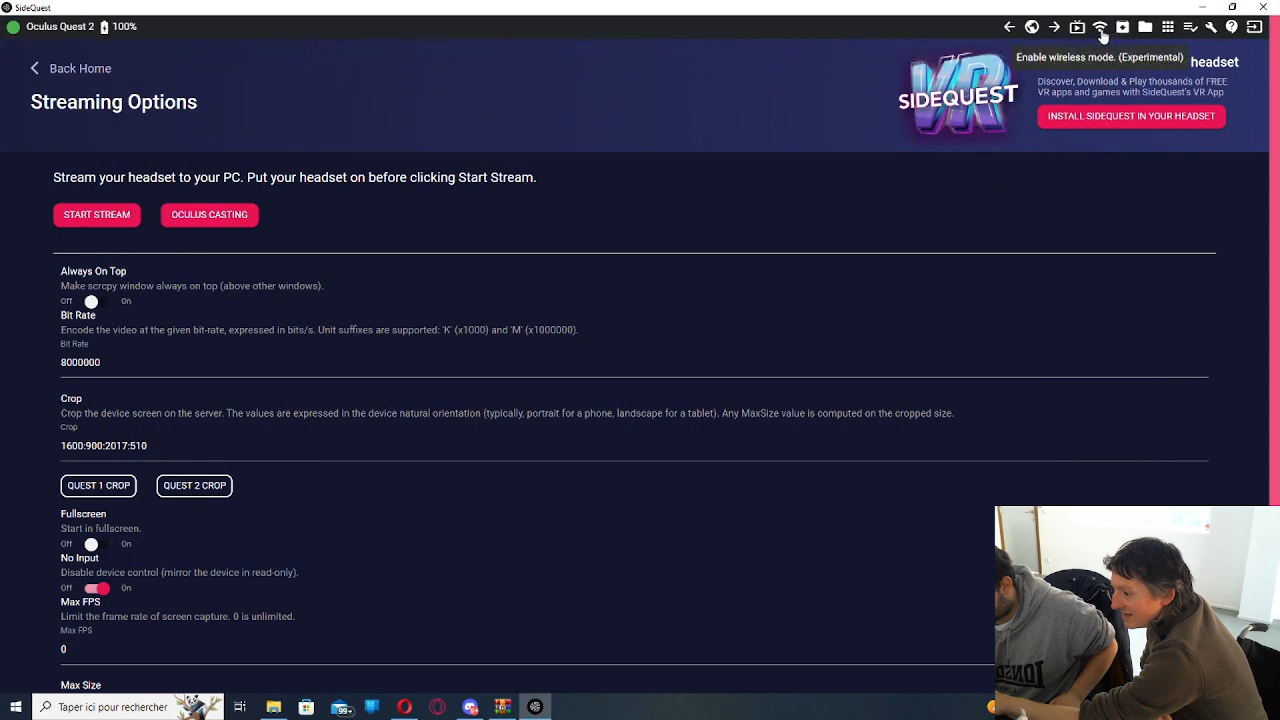 SideQuest
Oculus Quest 2 100%
Enable wireless mode. (Experimental)
Back Home
Streaming Options
VR
SIDEQUEST
headset
Discover, Download & Play thousands of FREE
VR apps and games with SideQuest's VR App
INSTALL SIDEQUEST IN YOUR HEADSET
Stream your headset to your PC. Put your headset on before clicking Start Stream.
START STREAM
OCULUS CASTING
Always On Top
Make scrcpy window always on top (above other windows).
Off On
Bit Rate
Encode the video at the given bit-rate, expressed in bits/s. Unit suffixes are supported: 'K' (x1000) and 'M' (x1000000).
Bit Rate
8000000
Crop
Crop the device screen on the server. The values are expressed in the device natural orientation (typically, portrait for a phone, landscape for a tablet). Any MaxSize value is computed on the cropped size.
Crop
1600:900:2017:510
QUEST 1 CROP
QUEST 2 CROP
Fullscreen
Start in fullscreen.
Off On
No Input
Disable device control (mirror the device in read-only).
Off On
Max FPS
Limit the frame rate of screen capture. 0 is unlimited.
Max FPS
0
Max Size
Taper ici pour rechercher
99+